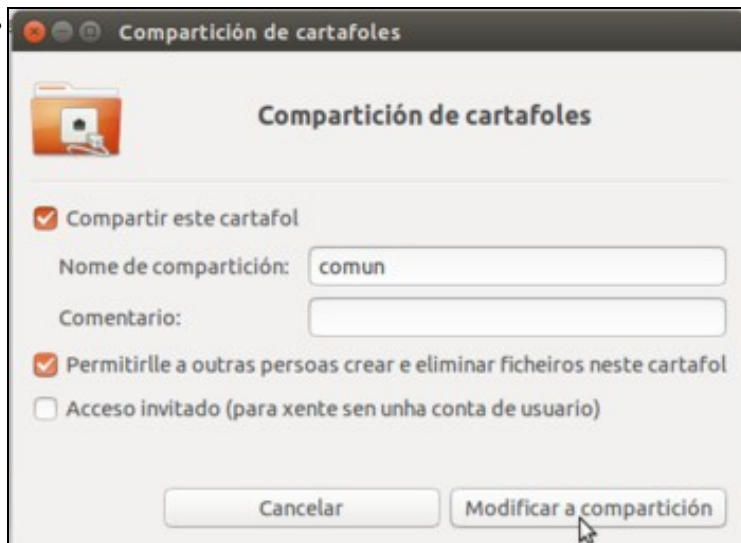 Compartición de cartafoles
Compartición de cartafoles
Compartir este cartafol
Nome de compartición: comun
Comentario:
Permitirlle a outras persoas crear e eliminar ficheiros neste cartafol
Acceso invitado (para xente sen unha conta de usuario)
Cancelar Modificar a compartición